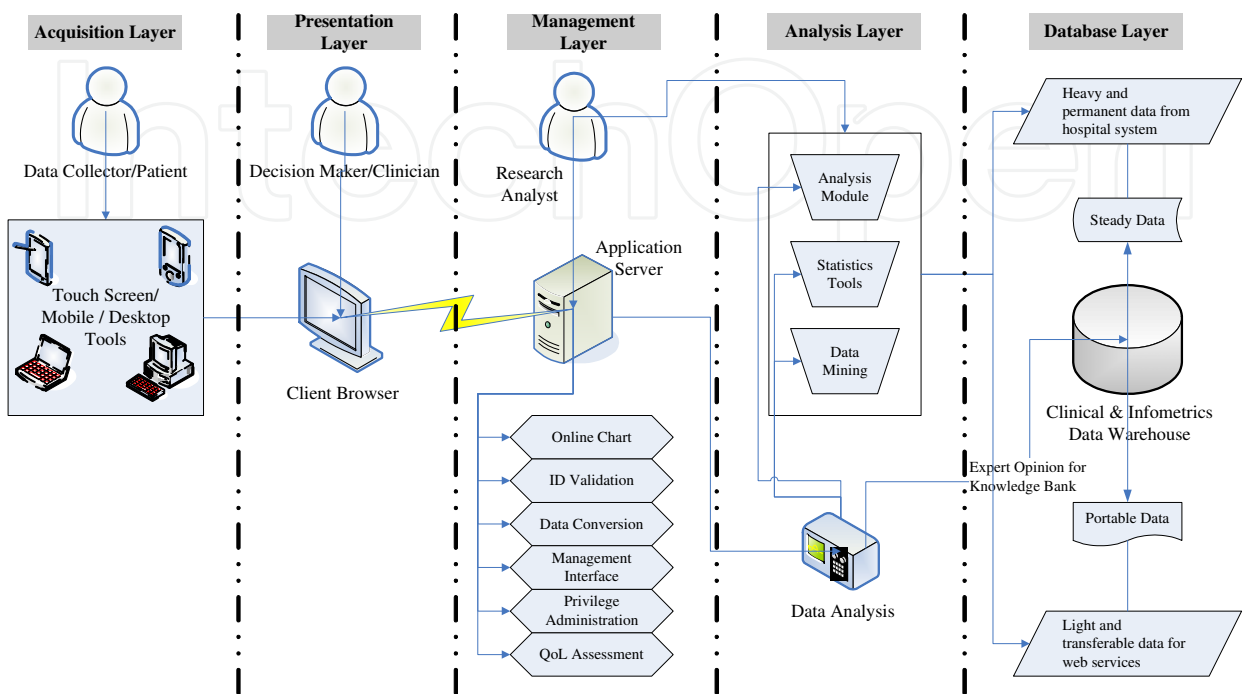 Acquisition Layer
Presentation
Layer
Management
Layer
Analysis Layer
Database Layer
IntechOpen
Data Collector/Patient
Touch Screen/
Mobile / Desktop
Tools
Decision Maker/Clinician
Client Browser
Research
Analyst
Application
Server
Online Chart
ID Validation
Data Conversion
Management
Interface
Privilege
Administration
QoL Assessment
Analysis
Module
Statistics
Tools
Data
Mining
Data Analysis
Heavy and
permanent data from
hospital system
Steady Data
Clinical & Infometrics
Data Warehouse
Expert Opinion for
Knowledge Bank
Portable Data
Light and
transferable data for
web services